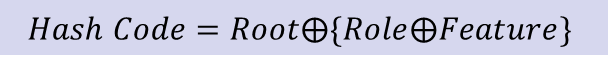 Hash Code = Root⊕{Role⊕Feature}